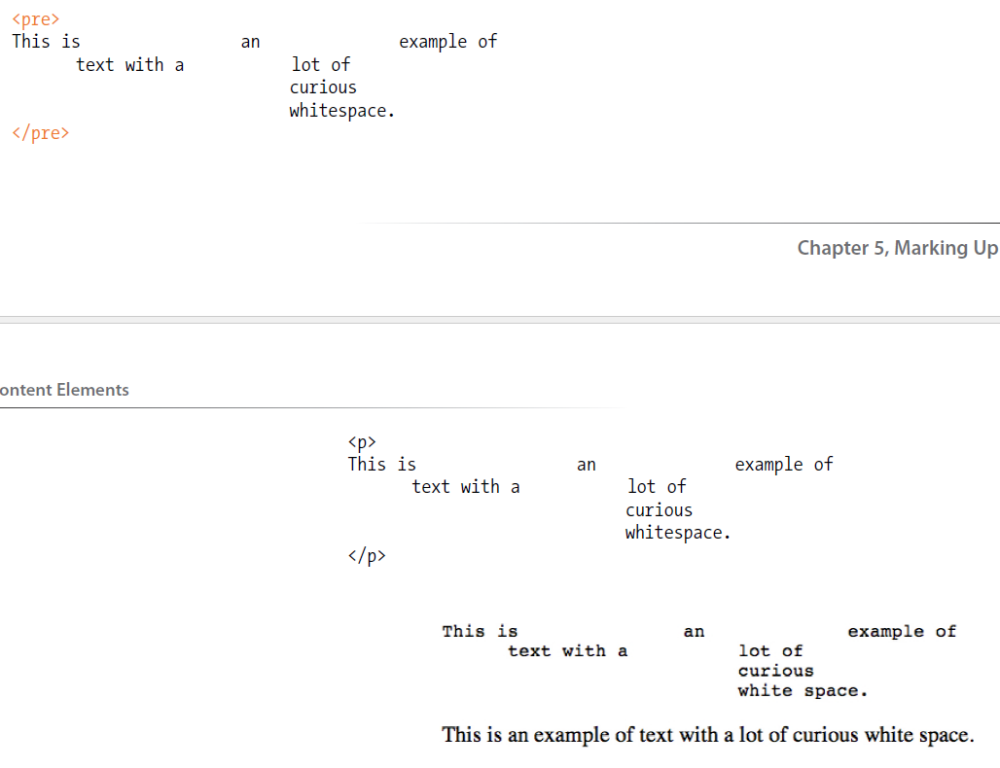 <pre>
This is an example of
text with a lot of
curious
whitespace.
</pre>
Chapter 5, Marking Up
ontent Elements
<p>
This is an example of
text with a lot of
curious
whitespace.
</p>
This is an example of
text with a lot of
curious
white space.
This is an example of text with a lot of curious white space.